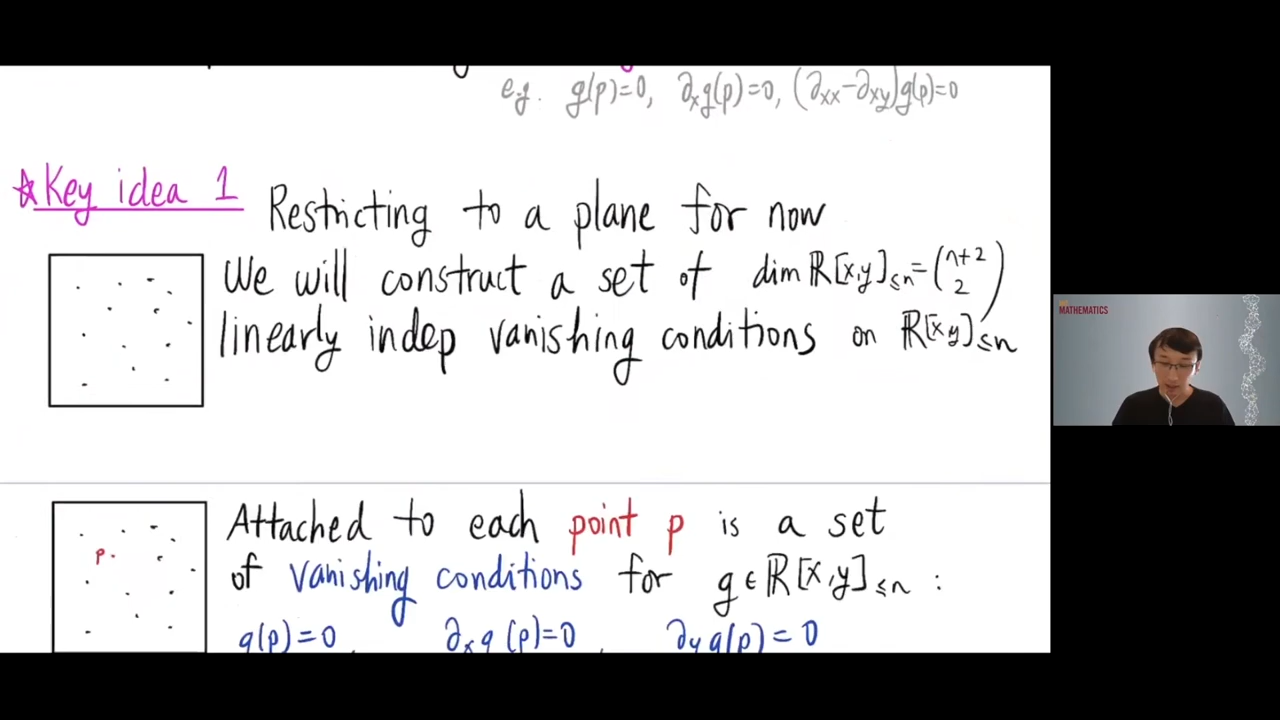 e.g. g(p)=0, ∂ₓg(p)=0, (∂ₓₓ-∂ₓᵧ)g(p)=0
☆Key idea 1 Restricting to a plane for now
We will construct a set of dim ℝ[x,y]≤n = (n+2 2)
linearly indep vanishing conditions on ℝ[x,y]≤n
MATHEMATICS
Attached to each point p is a set
p
of vanishing conditions for g∈ℝ[x,y]≤n :
g(p)=0, ∂ₓg(p)=0, ∂ᵧg(p)=0